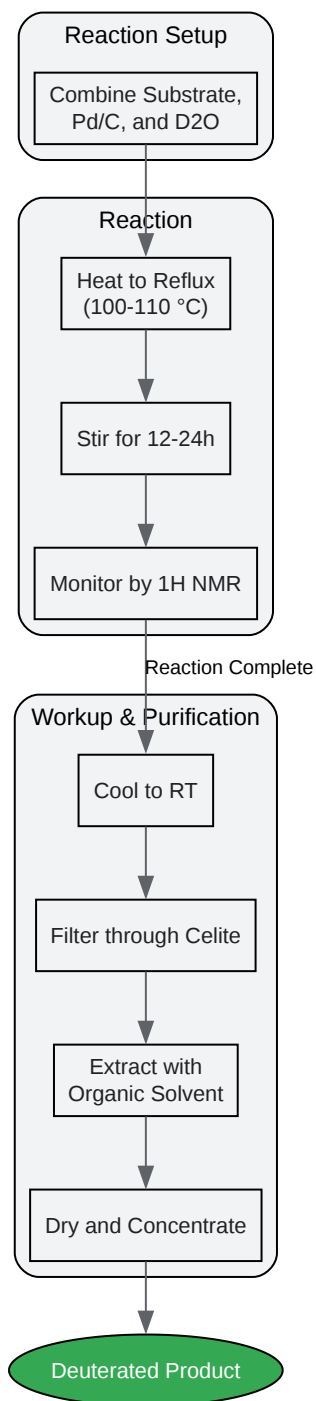 Reaction Setup
Combine Substrate,
Pd/C, and D2O
Reaction
Heat to Reflux
(100-110 °C)
Stir for 12-24h
Monitor by 1H NMR
Reaction Complete
Workup & Purification
Cool to RT
Filter through Celite
Extract with
Organic Solvent
Dry and Concentrate
Deuterated Product